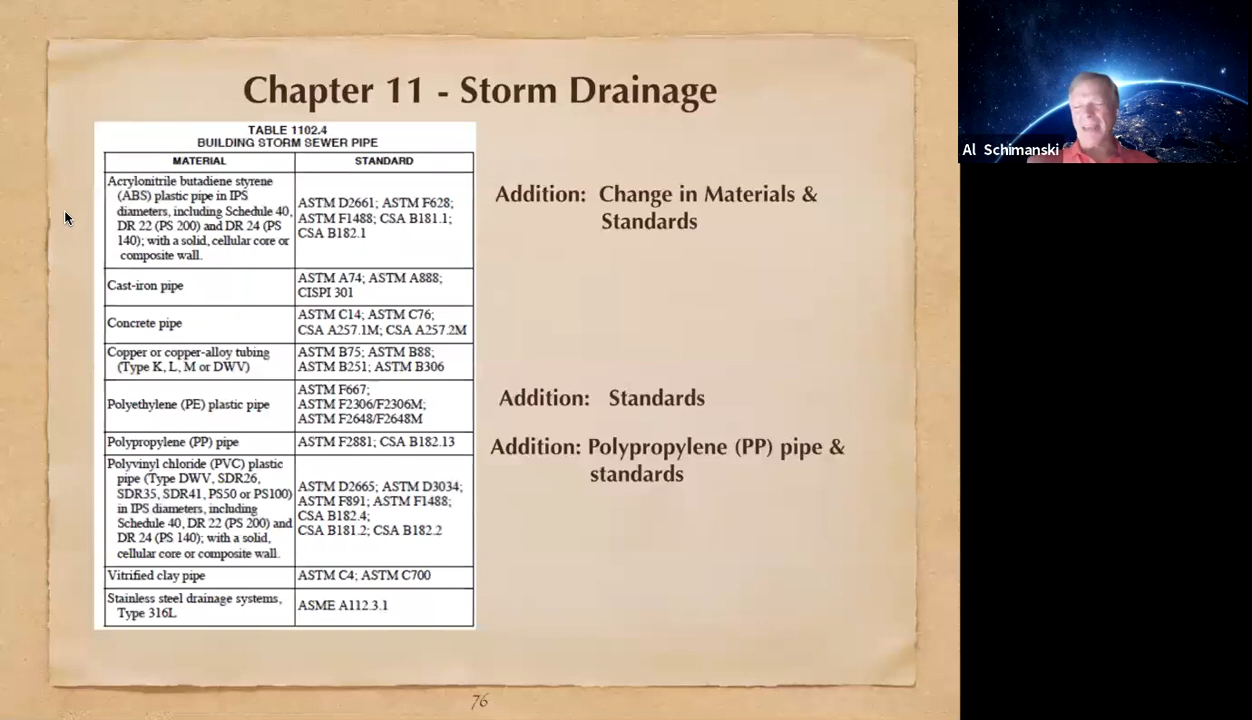 Chapter 11 - Storm Drainage
TABLE 1102.4
BUILDING STORM SEWER PIPE
MATERIAL STANDARD
Acrylonitrile butadiene styrene
(ABS) plastic pipe in IPS
diameters, including Schedule 40,
DR 22 (PS 200) and DR 24 (PS
140); with a solid, cellular core or
composite wall.
ASTM D2661; ASTM F628;
ASTM F1488; CSA B181.1;
CSA B182.1
Cast-iron pipe
ASTM A74; ASTM A888;
CISPI 301
Concrete pipe
ASTM C14; ASTM C76;
CSA A257.1M; CSA A257.2M
Copper or copper-alloy tubing
(Type K, L, M or DWV)
ASTM B75; ASTM B88;
ASTM B251; ASTM B306
Polyethylene (PE) plastic pipe
ASTM F667;
ASTM F2306/F2306M;
ASTM F2648/F2648M
Polypropylene (PP) pipe
ASTM F2881; CSA B182.13
Polyvinyl chloride (PVC) plastic
pipe (Type DWV, SDR26,
SDR35, SDR41, PS50 or PS100)
in IPS diameters, including
Schedule 40, DR 22 (PS 200) and
DR 24 (PS 140); with a solid,
cellular core or composite wall.
ASTM D2665; ASTM D3034;
ASTM F891; ASTM F1488;
CSA B182.4;
CSA B181.2; CSA B182.2
Vitrified clay pipe
ASTM C4; ASTM C700
Stainless steel drainage systems,
Type 316L
ASME A112.3.1
Addition: Change in Materials &
Standards
Addition: Standards
Addition: Polypropylene (PP) pipe &
standards
76
Al Schimanski